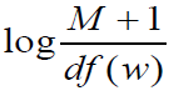 log (M + 1) / df(w)